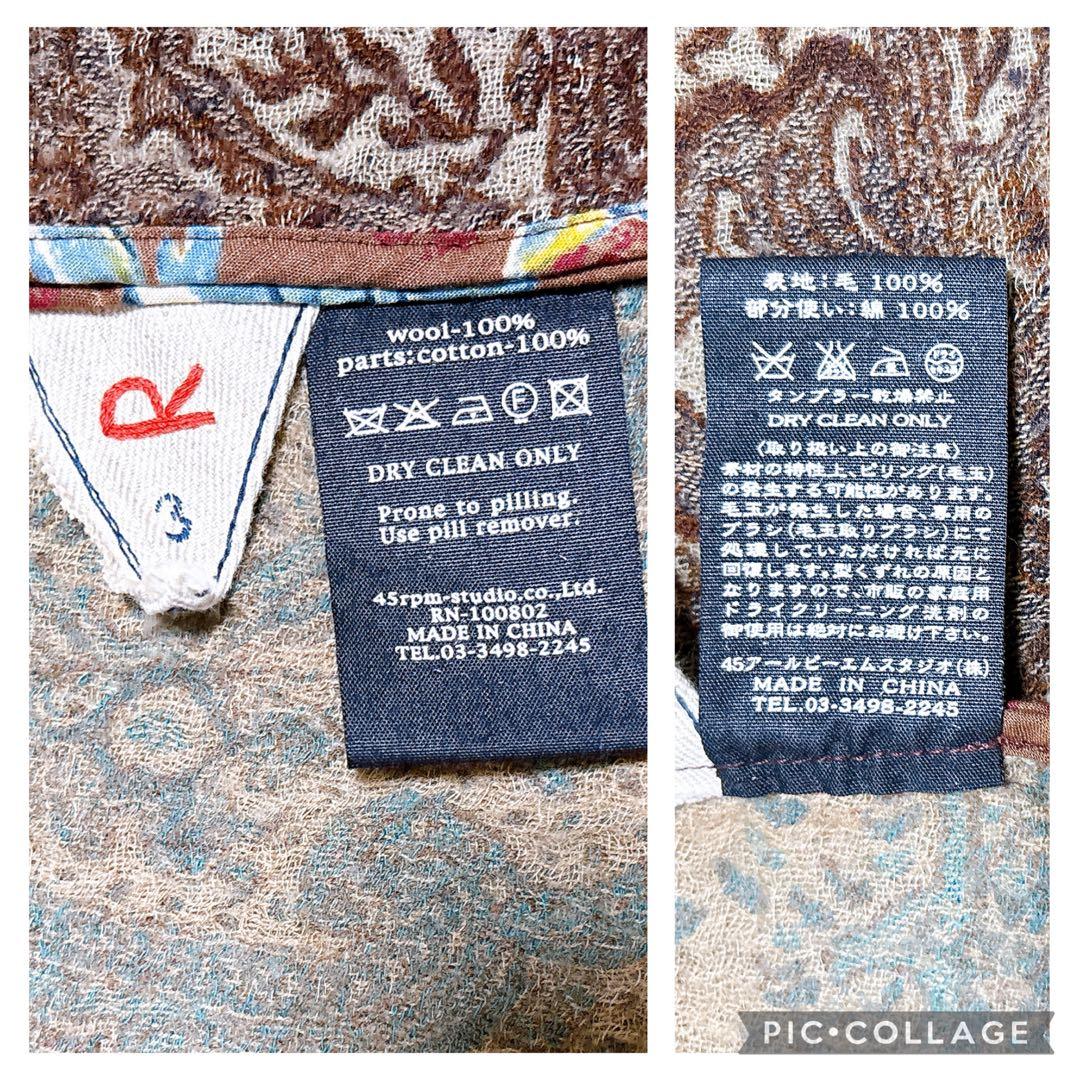 R
3
wool-100%
parts:cotton-100%
F
DRY CLEAN ONLY
Prone to pilling.
Use pill remover.
45rpm-studio.co.,Ltd.
RN-100802
MADE IN CHINA
TEL.03-3498-2245
表地:毛 100%
部分使い:綿 100%
タンブラー乾燥禁止
DRY CLEAN ONLY
(取り扱い上の御注意)
素材の特性上、ピリング(毛玉)
の発生する可能性があります。
毛玉が発生した場合、専用の
ブラシ(毛玉取りブラシ)にて
処理していただければ元に
回復します。型くずれの原因と
なりますので、市販の家庭用
ドライクリーニング洗剤の
御使用は絶対にお避け下さい。
45アールピーエムスタジオ(株)
MADE IN CHINA
TEL.03-3498-2245
PIC•COLLAGE